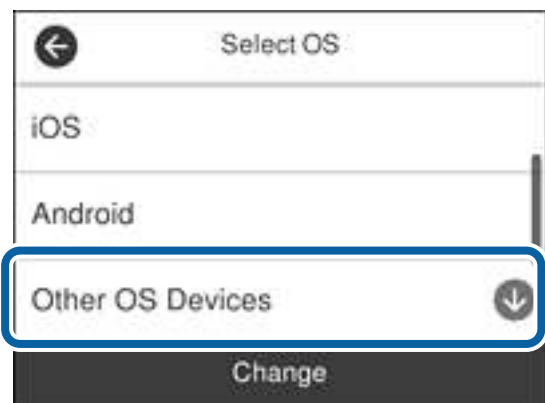 Select OS
iOS
Android
Other OS Devices
Change